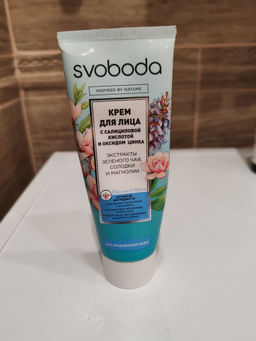 svoboda
INSPIRED BY NATURE
КРЕМ
ДЛЯ ЛИЦА
С САЛИЦИЛОВОЙ
КИСЛОТОЙ
И ОКСИДОМ ЦИНКА
ЭКСТРАКТЫ
ЗЕЛЕНОГО ЧАЯ,
СОЛОДКИ
И МАГНОЛИИ